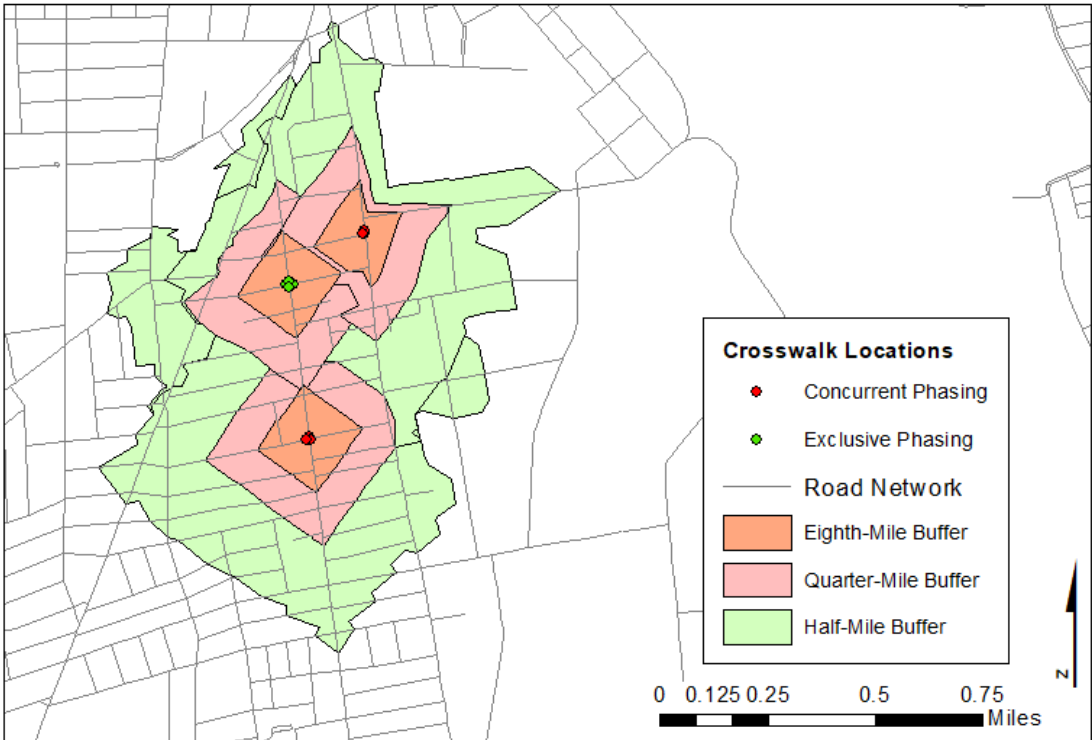 Crosswalk Locations
Concurrent Phasing
Exclusive Phasing
Road Network
Eighth-Mile Buffer
Quarter-Mile Buffer
Half-Mile Buffer
N
0 0.125 0.25 0.5 0.75
Miles